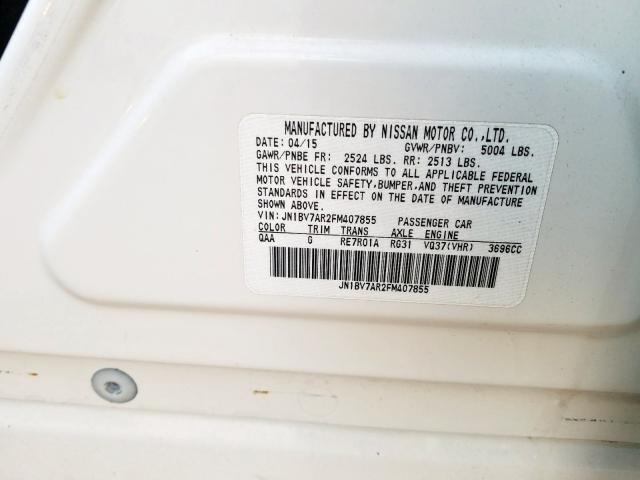 MANUFACTURED BY NISSAN MOTOR CO.,LTD.
DATE: 04/15 GVWR/PNBV: 5004 LBS.
GAWR/PNBE FR: 2524 LBS. RR: 2513 LBS.
THIS VEHICLE CONFORMS TO ALL APPLICABLE FEDERAL
MOTOR VEHICLE SAFETY,BUMPER,AND THEFT PREVENTION
STANDARDS IN EFFECT ON THE DATE OF MANUFACTURE
SHOWN ABOVE.
VIN: JN1BV7AR2FM407855 PASSENGER CAR
COLOR TRIM TRANS AXLE ENGINE
QAA G RE7R01A RG31 VQ37(VHR) 3696CC
JN1BV7AR2FM407855